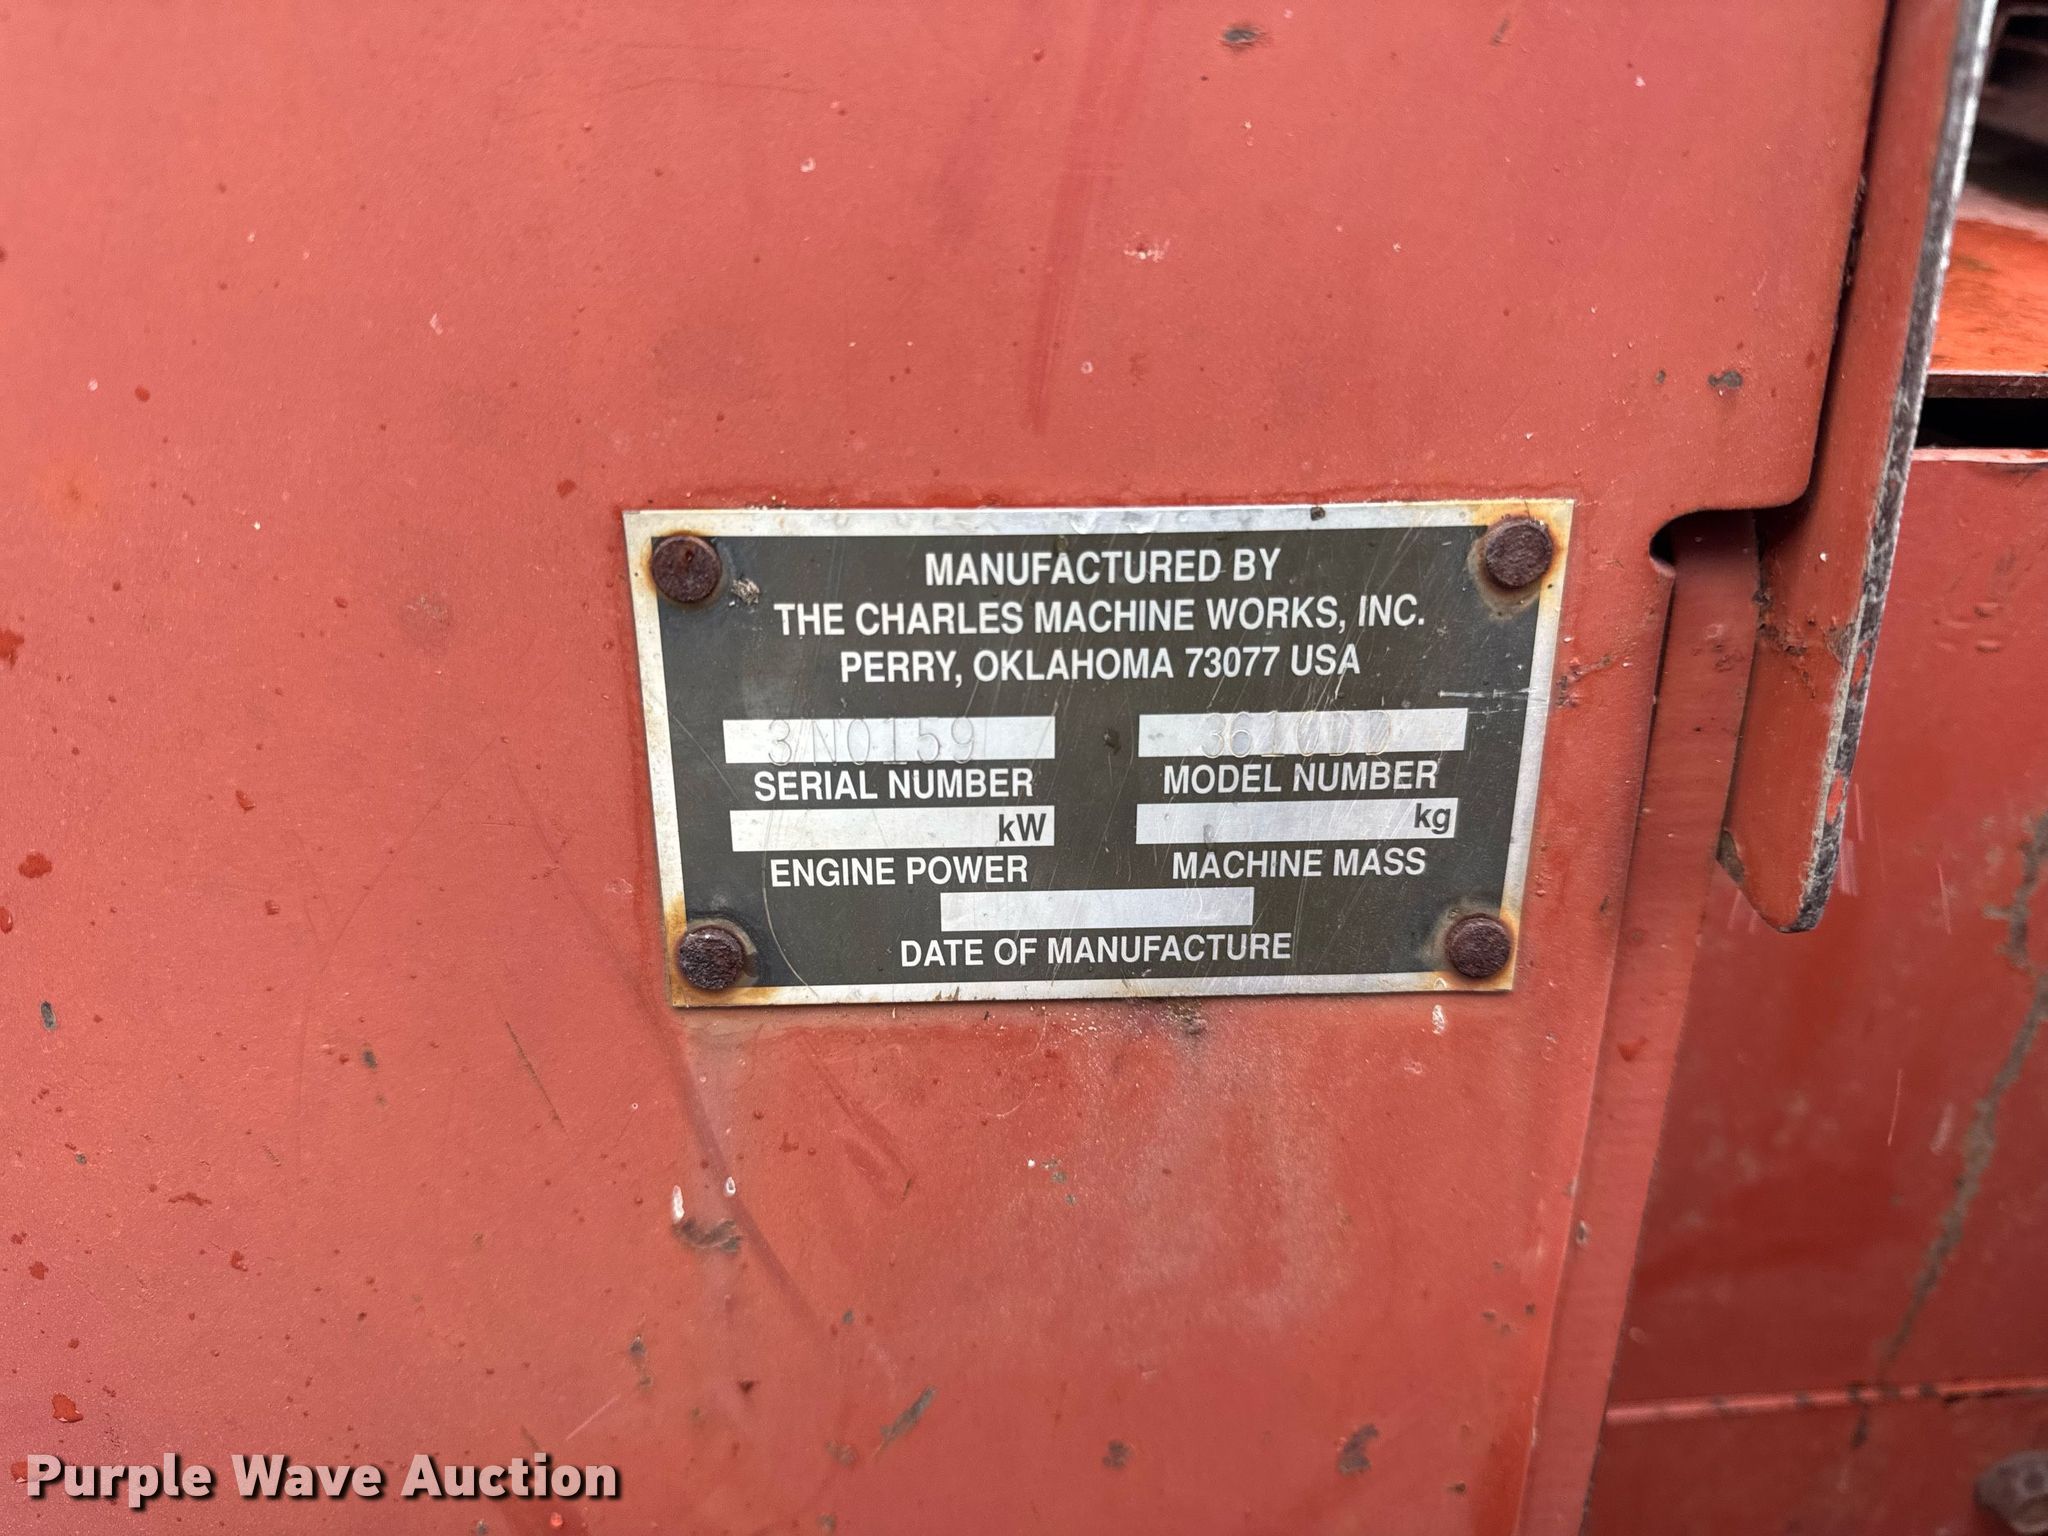 MANUFACTURED BY
THE CHARLES MACHINE WORKS, INC.
PERRY, OKLAHOMA 73077 USA
3N0159 3610DD
SERIAL NUMBER MODEL NUMBER
kW kg
ENGINE POWER MACHINE MASS
DATE OF MANUFACTURE
Purple Wave Auction